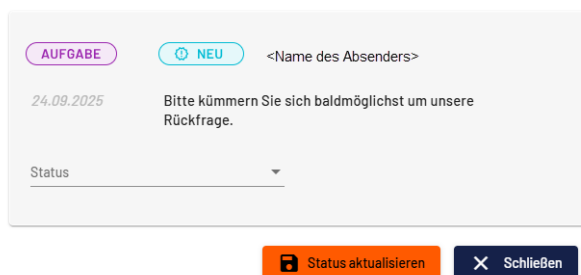 AUFGABE NEU <Name des Absenders>
24.09.2025 Bitte kümmern Sie sich baldmöglichst um unsere
Rückfrage.
Status
Status aktualisieren Schließen